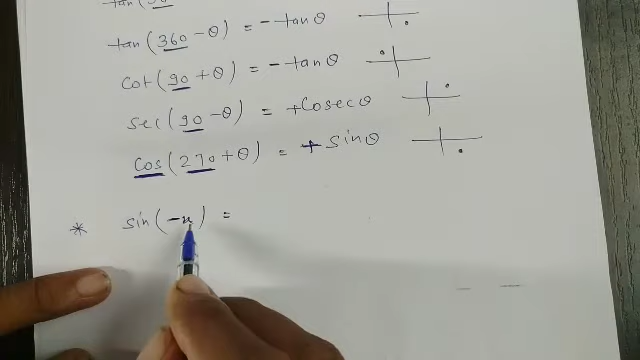 tan(360-θ) = -tanθ
cot(90+θ) = -tanθ
sec(90-θ) = +cosecθ
cos(270+θ) = +sinθ
* sin(-x) =